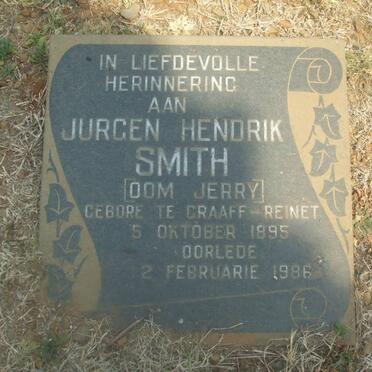 IN LIEFDEVOLLE
HERINNERING
AAN
JURGEN HENDRIK
SMITH
[OOM JERRY]
GEBORE TE GRAAFF-REINET
5 OKTOBER 1895
OORLEDE
2 FEBRUARIE 1986